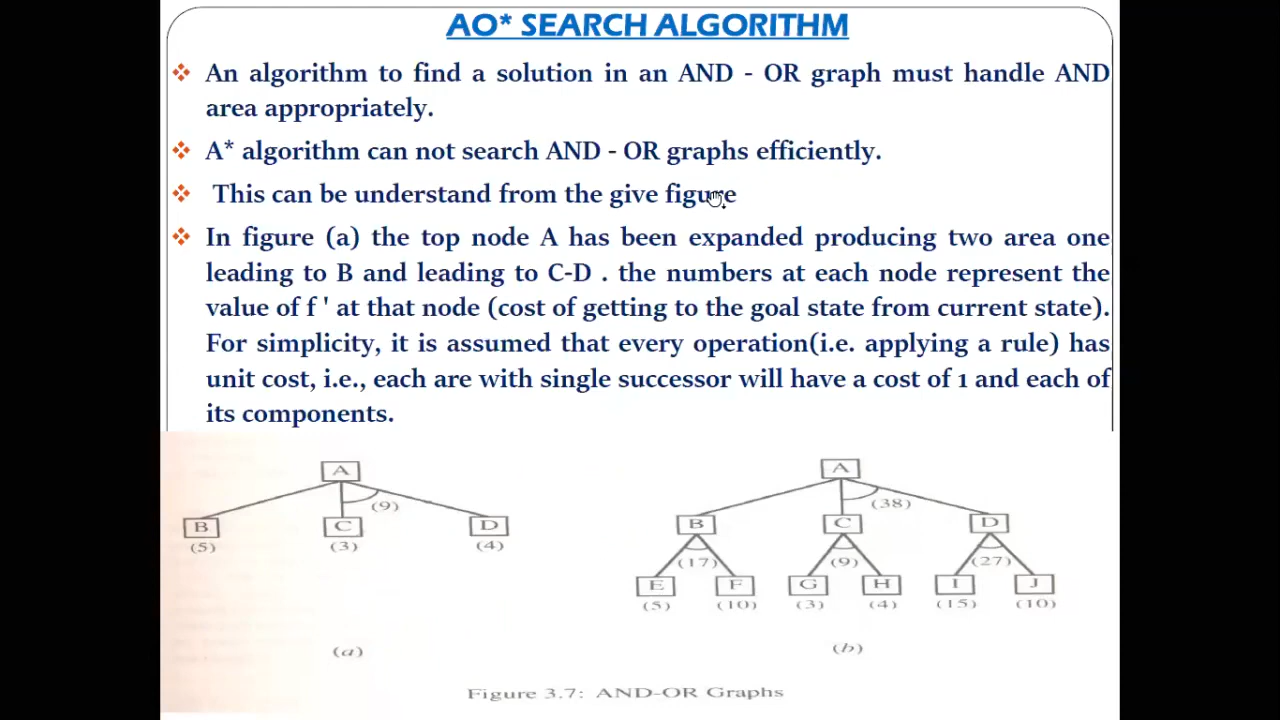 AO* SEARCH ALGORITHM
An algorithm to find a solution in an AND - OR graph must handle AND
area appropriately.
A* algorithm can not search AND - OR graphs efficiently.
This can be understand from the give figure
In figure (a) the top node A has been expanded producing two area one
leading to B and leading to C-D . the numbers at each node represent the
value of f ' at that node (cost of getting to the goal state from current state).
For simplicity, it is assumed that every operation(i.e. applying a rule) has
unit cost, i.e., each are with single successor will have a cost of 1 and each of
its components.
A
(9)
B C D
(5) (3) (4)
(a)
A
(38)
B C D
(17) (9) (27)
E F G H I J
(5) (10) (3) (4) (15) (10)
(b)
Figure 3.7: AND-OR Graphs